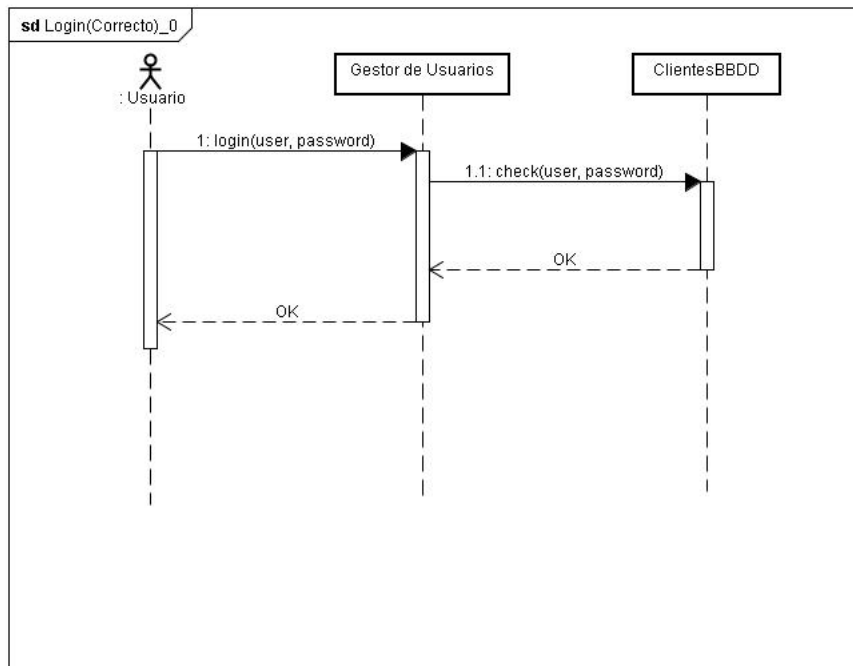 sd Login(Correcto)_0
: Usuario
Gestor de Usuarios
ClientesBBDD
1: login(user, password)
1.1: check(user, password)
OK
OK